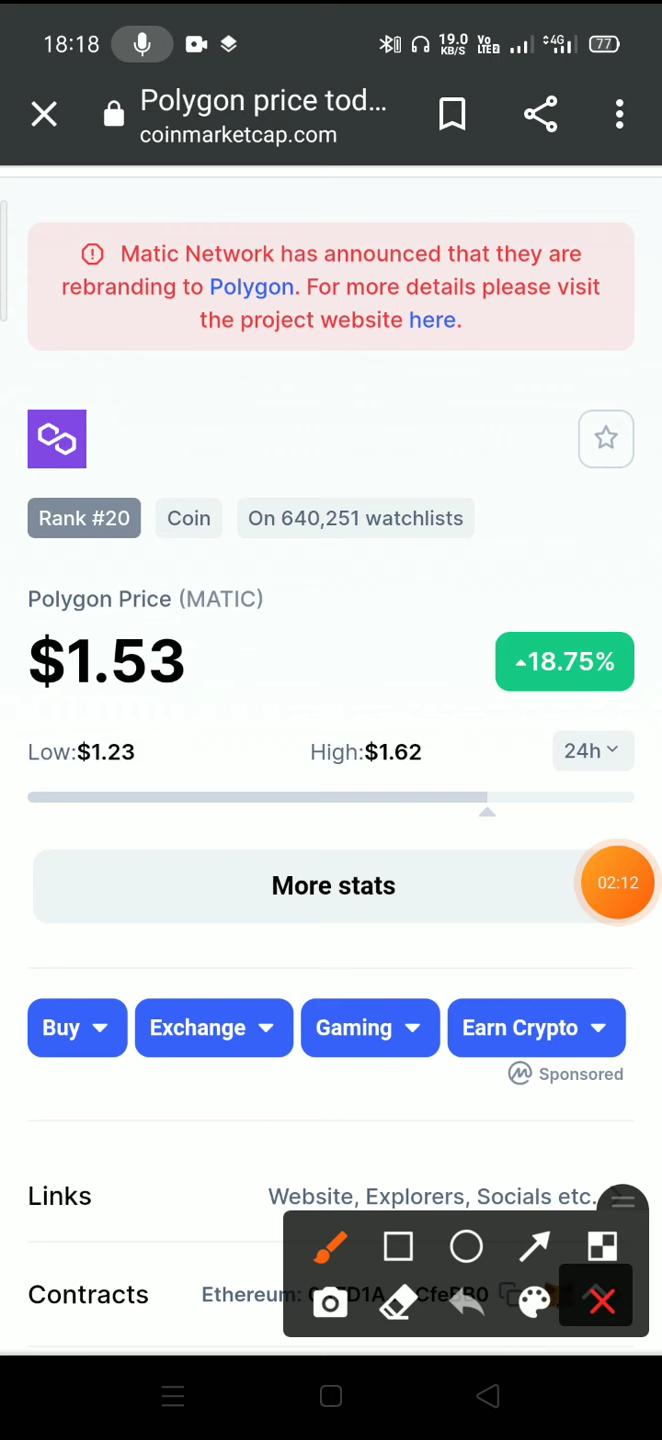 18:18
19.0
KB/S
Vo
LTE2
4G
77
Polygon price tod...
coinmarketcap.com
Matic Network has announced that they are
rebranding to Polygon. For more details please visit
the project website here.
Rank #20
Coin
On 640,251 watchlists
Polygon Price (MATIC)
$1.53
18.75%
Low:$1.23
High:$1.62
24h
More stats
02:12
Buy
Exchange
Gaming
Earn Crypto
Sponsored
Links
Website, Explorers, Socials etc.
Contracts
Ethereum: